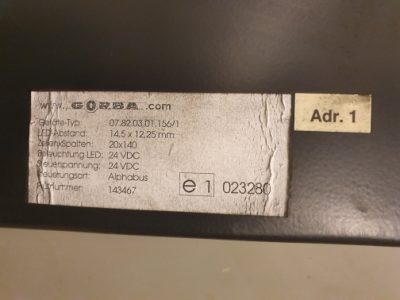 www. GORBA .com
Geräte-Typ: 07.82.03.01.156/1
LED-Abstand: 14,5 x 12,25 mm
Zeilen/Spalten: 20x140
Beleuchtung LED: 24 VDC
Steuerspannung: 24 VDC
Steuerungsart: Alphabus
Prüfnummer: 143467
e 1 023280
Adr. 1